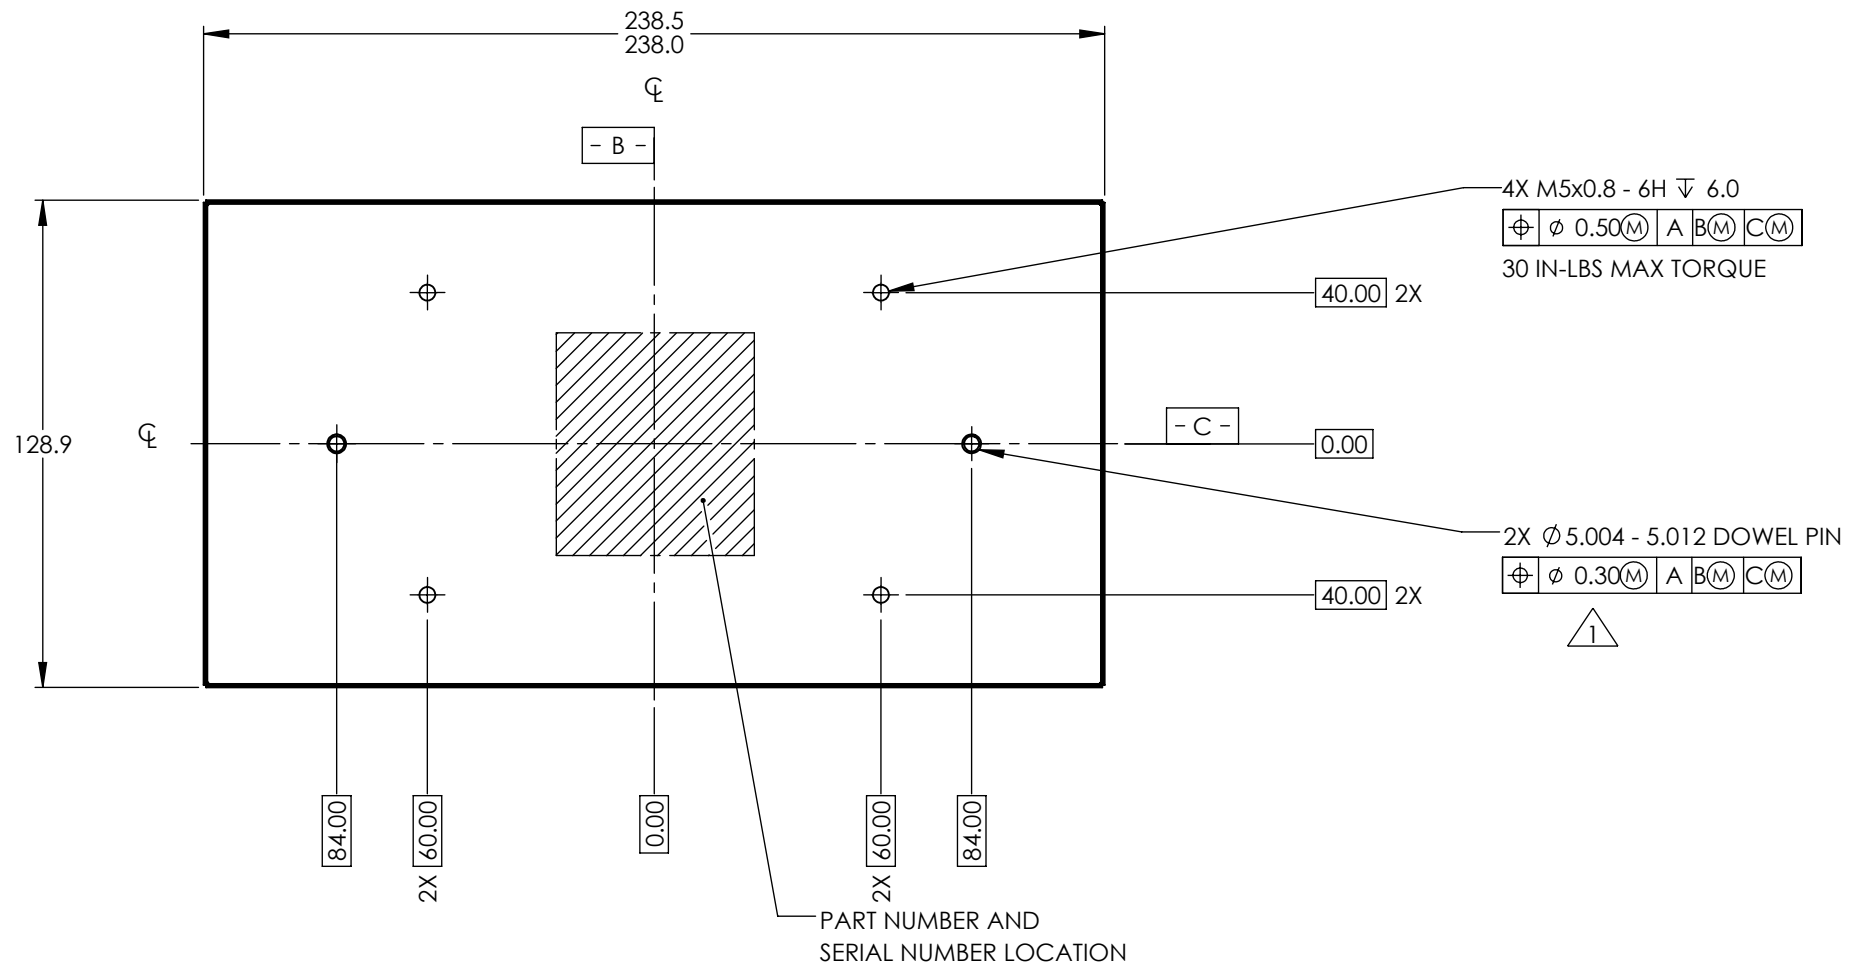 238.5
238.0
℄
- B -
4X M5x0.8 - 6H ↧ 6.0
⌖ ⌀ 0.50Ⓜ A BⓂ CⓂ
30 IN-LBS MAX TORQUE
40.00 2X
128.9
℄
- C -
0.00
2X ⌀5.004 - 5.012 DOWEL PIN
⌖ ⌀ 0.30Ⓜ A BⓂ CⓂ
40.00 2X
1
84.00
2X 60.00
0.00
2X 60.00
84.00
PART NUMBER AND
SERIAL NUMBER LOCATION